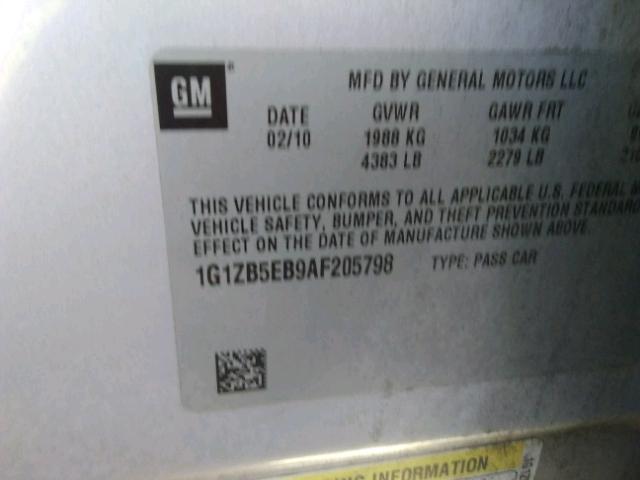 GM ® MFD BY GENERAL MOTORS LLC
DATE GVWR GAWR FRT
02/10 1988 KG 1034 KG
4383 LB 2279 LB
THIS VEHICLE CONFORMS TO ALL APPLICABLE U.S. FEDERAL
VEHICLE SAFETY, BUMPER, AND THEFT PREVENTION STANDARD
EFFECT ON THE DATE OF MANUFACTURE SHOWN ABOVE.
1G1ZB5EB9AF205798 TYPE: PASS CAR
INFORMATION